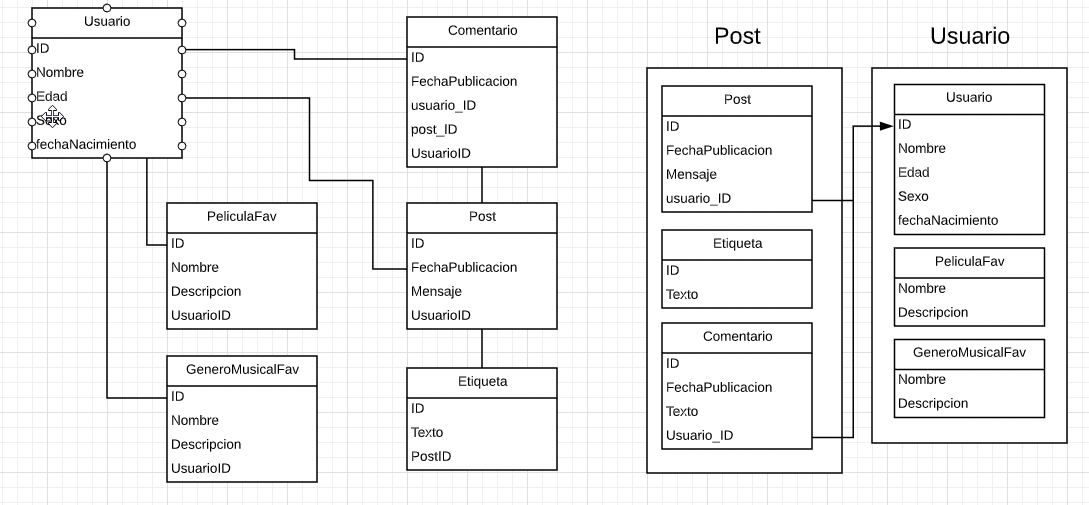 Usuario
ID
Nombre
Edad
Sexo
fechaNacimiento
PeliculaFav
ID
Nombre
Descripcion
UsuarioID
GeneroMusicalFav
ID
Nombre
Descripcion
UsuarioID
Comentario
ID
FechaPublicacion
usuario_ID
post_ID
UsuarioID
Post
ID
FechaPublicacion
Mensaje
UsuarioID
Etiqueta
ID
Texto
PostID
Post
Post
ID
FechaPublicacion
Mensaje
usuario_ID
Etiqueta
ID
Texto
Comentario
ID
FechaPublicacion
Texto
Usuario_ID
Usuario
Usuario
ID
Nombre
Edad
Sexo
fechaNacimiento
PeliculaFav
Nombre
Descripcion
GeneroMusicalFav
Nombre
Descripcion